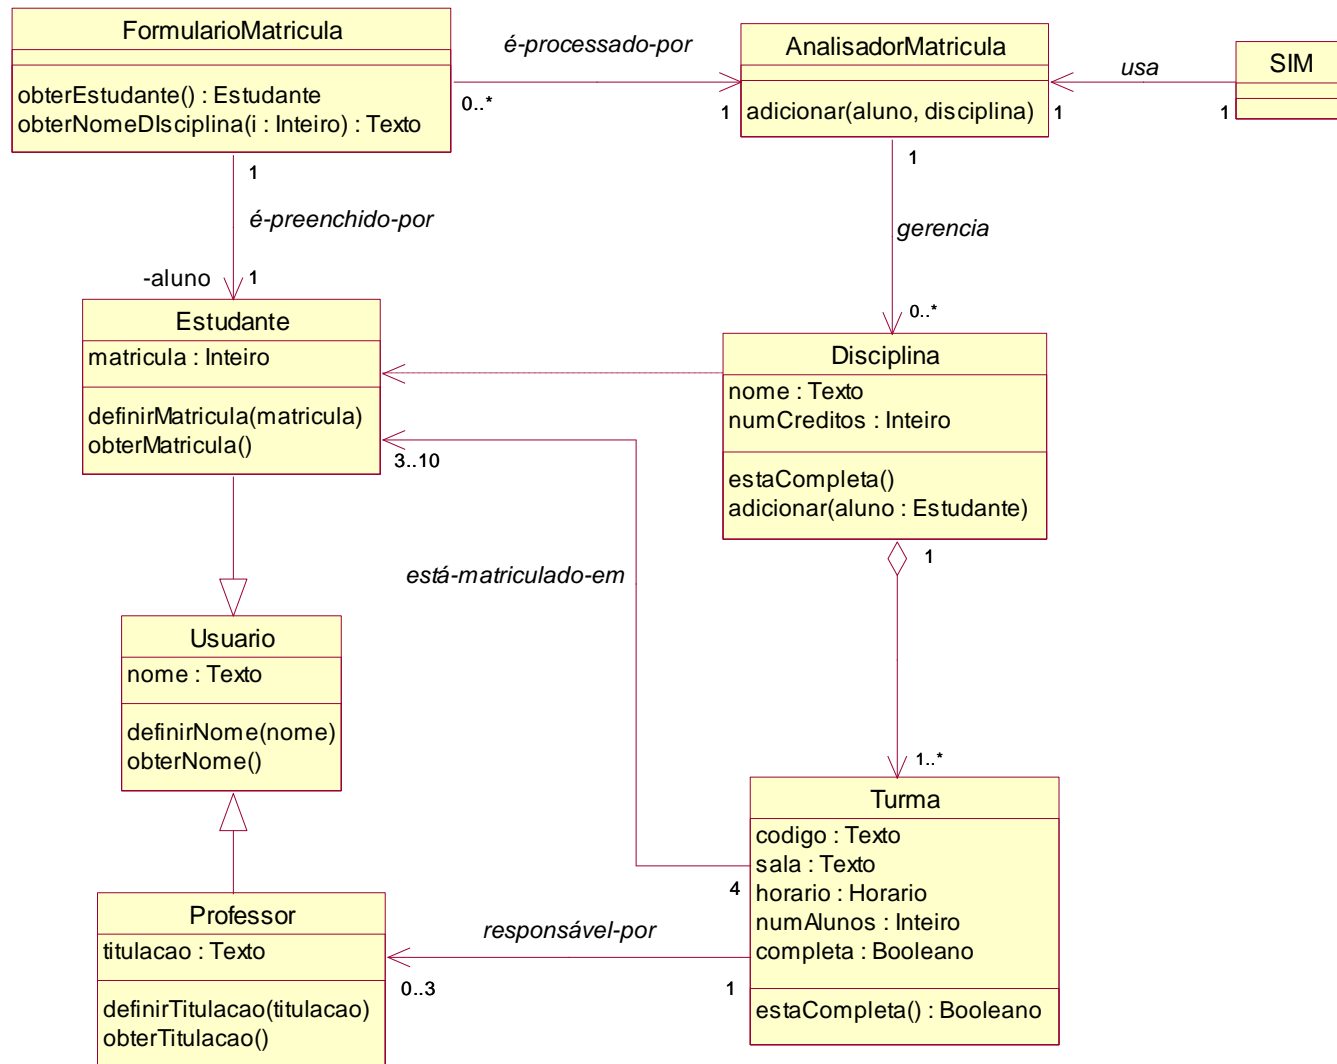 FormularioMatricula
obterEstudante() : Estudante
obterNomeDIsciplina(i : Inteiro) : Texto
é-processado-por
0..*
1
AnalisadorMatricula
adicionar(aluno, disciplina)
usa
1
1
SIM
1
é-preenchido-por
-aluno
1
1
gerencia
0..*
Estudante
matricula : Inteiro
definirMatricula(matricula)
obterMatricula()
3..10
Disciplina
nome : Texto
numCreditos : Inteiro
estaCompleta()
adicionar(aluno : Estudante)
1
está-matriculado-em
Usuario
nome : Texto
definirNome(nome)
obterNome()
1..*
Turma
codigo : Texto
sala : Texto
horario : Horario
numAlunos : Inteiro
completa : Booleano
estaCompleta() : Booleano
4
responsável-por
0..3
1
Professor
titulacao : Texto
definirTitulacao(titulacao)
obterTitulacao()